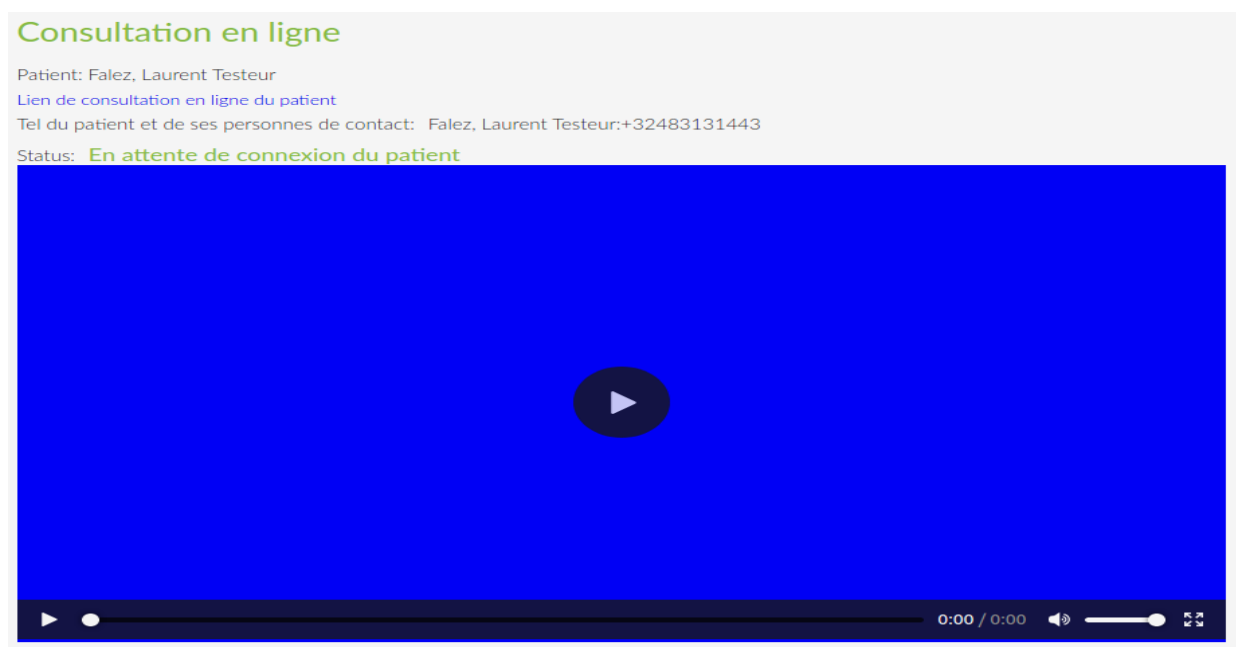 Consultation en ligne
Patient: Falez, Laurent Testeur
Lien de consultation en ligne du patient
Tel du patient et de ses personnes de contact: Falez, Laurent Testeur:+32483131443
Status: En attente de connexion du patient
0:00 / 0:00